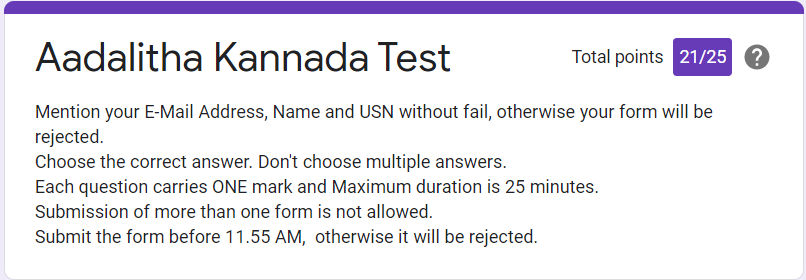 Aadalitha Kannada Test
Total points 21/25
Mention your E-Mail Address, Name and USN without fail, otherwise your form will be
rejected.
Choose the correct answer. Don't choose multiple answers.
Each question carries ONE mark and Maximum duration is 25 minutes.
Submission of more than one form is not allowed.
Submit the form before 11.55 AM,  otherwise it will be rejected.